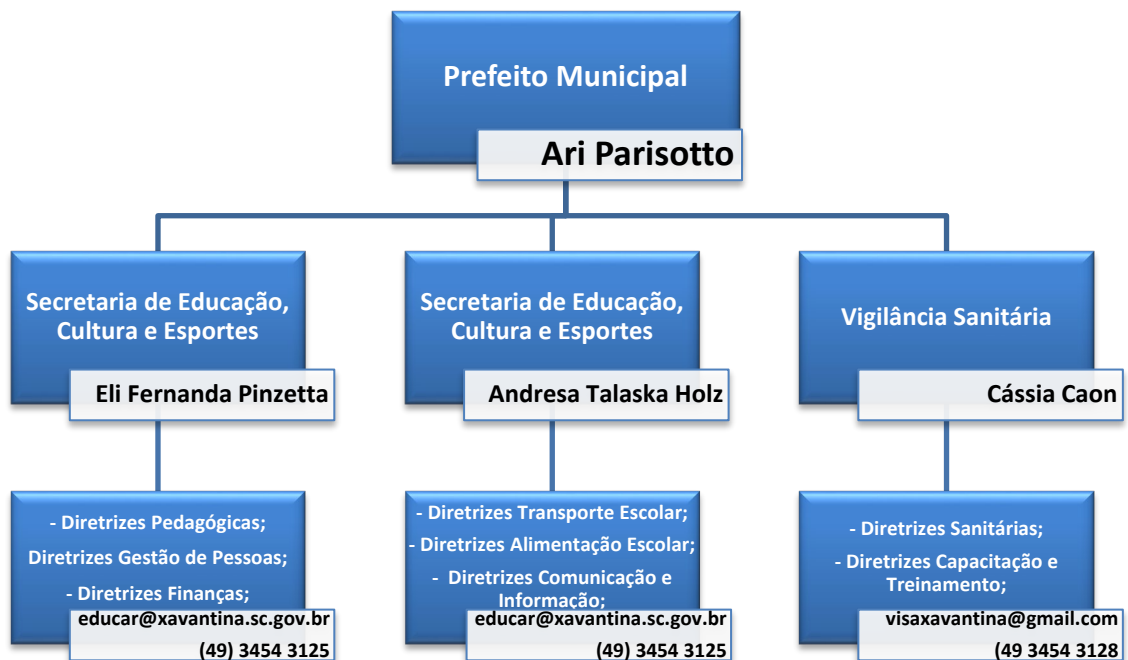 Prefeito Municipal
Ari Parisotto
Secretaria de Educação,
Cultura e Esportes
Eli Fernanda Pinzetta
Secretaria de Educação,
Cultura e Esportes
Andresa Talaska Holz
Vigilância Sanitária
Cássia Caon
- Diretrizes Pedagógicas;
Diretrizes Gestão de Pessoas;
- Diretrizes Finanças;
educar@xavantina.sc.gov.br
(49) 3454 3125
- Diretrizes Transporte Escolar;
- Diretrizes Alimentação Escolar;
- Diretrizes Comunicação e
Informação;
educar@xavantina.sc.gov.br
(49) 3454 3125
- Diretrizes Sanitárias;
- Diretrizes Capacitação e
Treinamento;
visaxavantina@gmail.com
(49 3454 3128